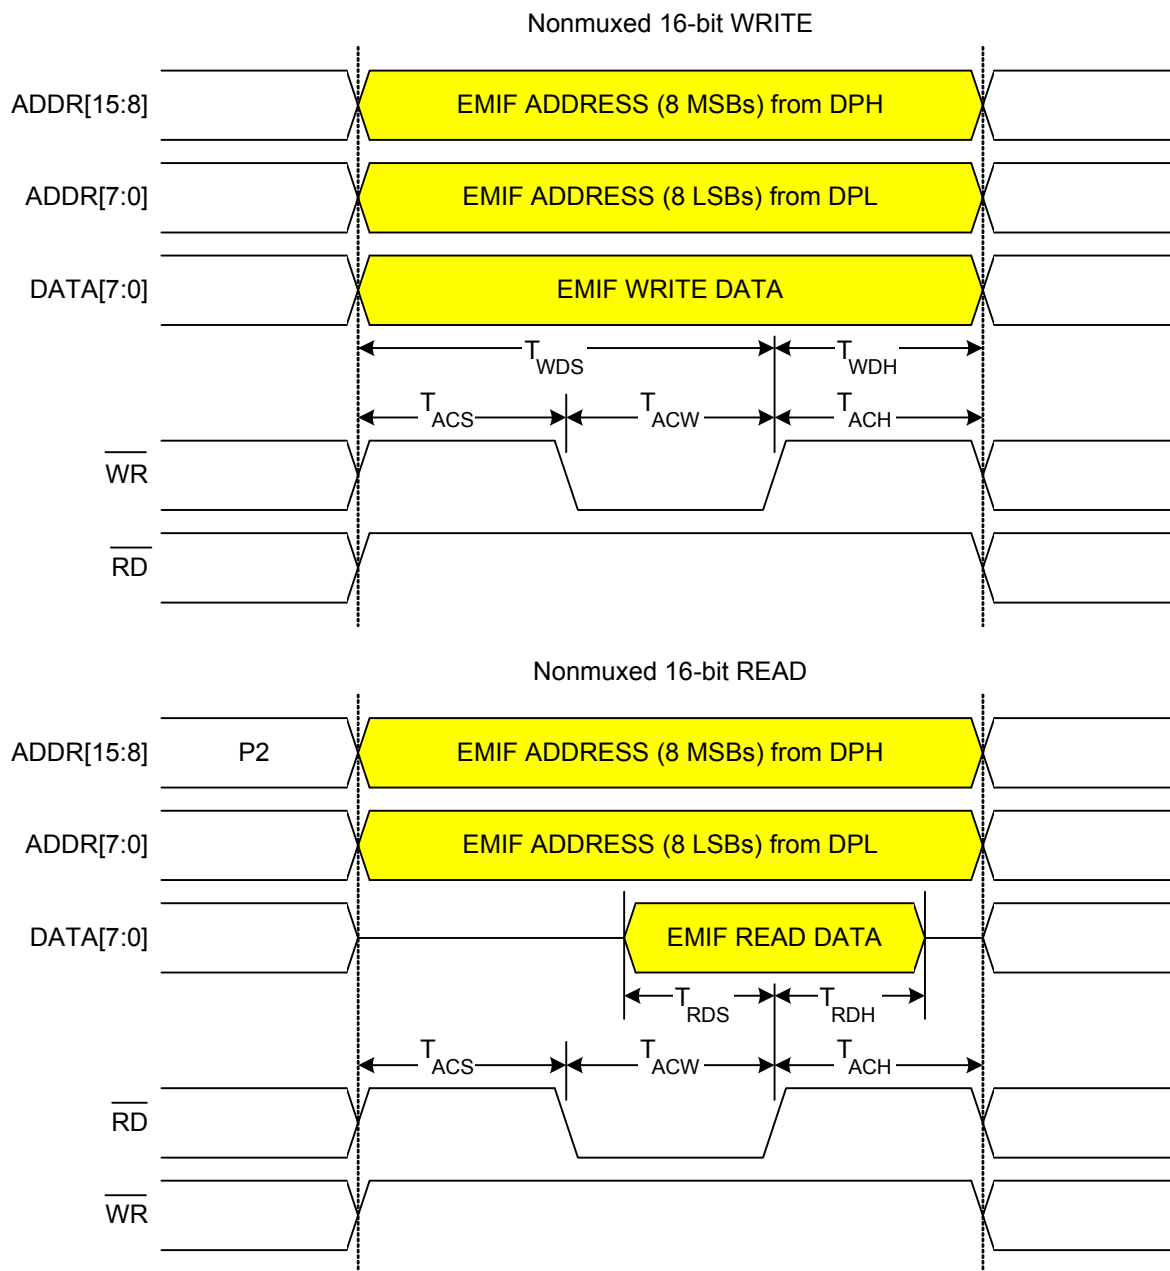 Nonmuxed 16-bit WRITE
ADDR[15:8] EMIF ADDRESS (8 MSBs) from DPH
ADDR[7:0] EMIF ADDRESS (8 LSBs) from DPL
DATA[7:0] EMIF WRITE DATA
TWDS TWDH
TACS TACW TACH
WR
RD
Nonmuxed 16-bit READ
ADDR[15:8] P2 EMIF ADDRESS (8 MSBs) from DPH
ADDR[7:0] EMIF ADDRESS (8 LSBs) from DPL
DATA[7:0] EMIF READ DATA
TRDS TRDH
TACS TACW TACH
RD
WR